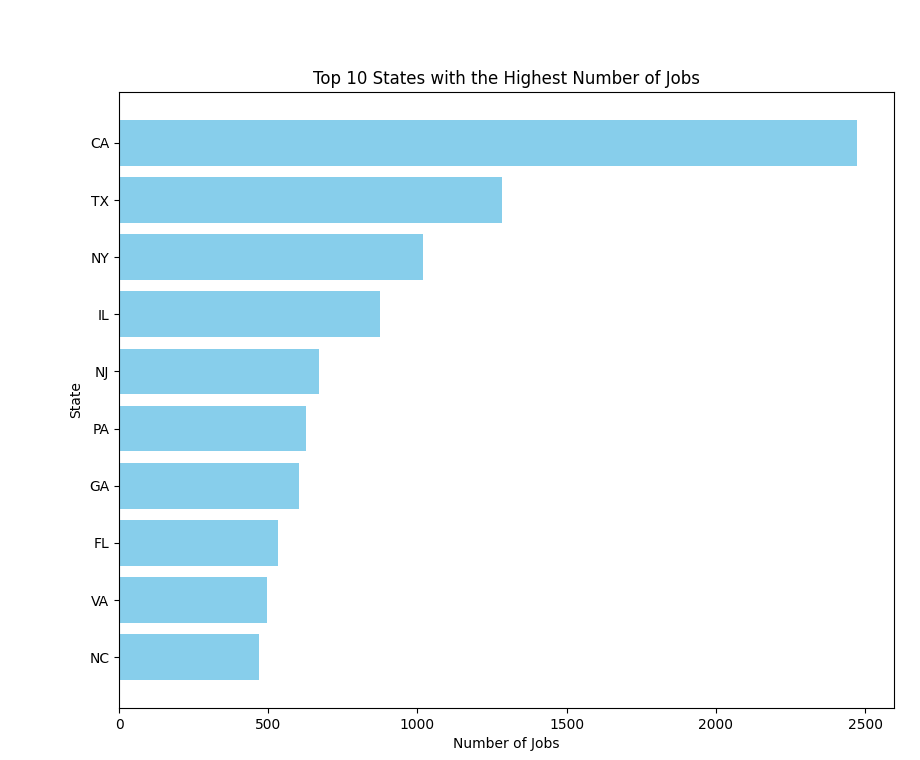 Top 10 States with the Highest Number of Jobs
CA
TX
NY
IL
NJ
PA
GA
FL
VA
NC
State
0 500 1000 1500 2000 2500
Number of Jobs